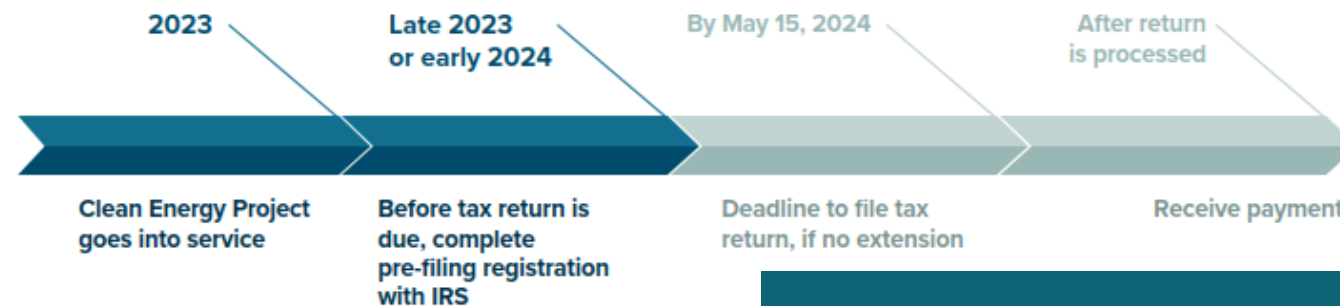 2023
Late 2023
or early 2024
By May 15, 2024
After return
is processed
Clean Energy Project
goes into service
Before tax return is
due, complete
pre-filing registration
with IRS
Deadline to file tax
return, if no extension
Receive payment